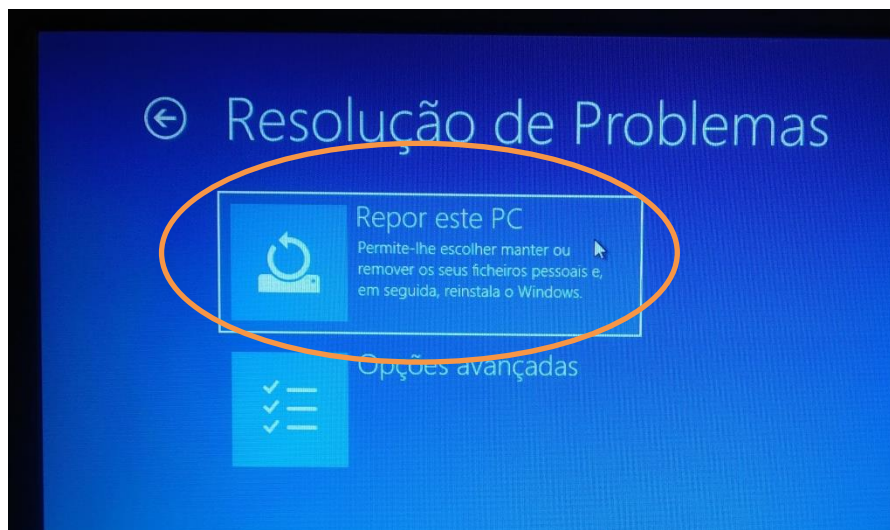 Resolução de Problemas
Repor este PC
Permite-lhe escolher manter ou
remover os seus ficheiros pessoais e,
em seguida, reinstala o Windows.
Opções avançadas